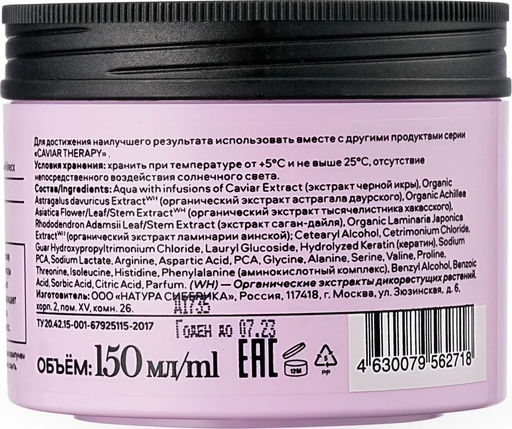 Для достижения наилучшего результата использовать вместе с другими продуктами серии
«CAVIAR THERAPY».
Условия хранения: хранить при температуре от +5°С и не выше 25°С, отсутствие
непосредственного воздействия солнечного света.
Состав/Ingredients: Aqua with infusions of Caviar Extract (экстракт черной икры), Organic
Astragalus davuricus Extract WH (органический экстракт астрагала даурского), Organic Achillea
Asiatica Flower/Leaf/Stem Extract WH (органический экстракт тысячелистника хакасского),
Rhododendron Adamsii Leaf/Stem Extract (экстракт саган-дайля), Organic Laminaria Japonica
Extract WI (органический экстракт ламинарии аинской); Cetearyl Alcohol, Cetrimonium Chloride,
Guar Hydroxypropyltrimonium Chloride, Lauryl Glucoside, Hydrolyzed Keratin (кератин), Sodium
PCA, Sodium Lactate, Arginine, Aspartic Acid, PCA, Glycine, Alanine, Serine, Valine, Proline,
Threonine, Isoleucine, Histidine, Phenylalanine (аминокислотный комплекс), Benzyl Alcohol, Benzoic
Acid, Sorbic Acid, Citric Acid, Parfum. (WH) — Органические экстракты дикорастущих растений.
Изготовитель: ООО «НАТУРА СИБЕРИКА», Россия, 117418, г. Москва, ул. Зюзинская, д. 6,
корп. 2, пом. XV, комн. 26.
Д1735
ТУ 20.42.15-001-67925115-2017
Годен до 07.23
ОБЪЁМ: 150 мл/ml
EAC
12M
5
PP
4 630079 562718